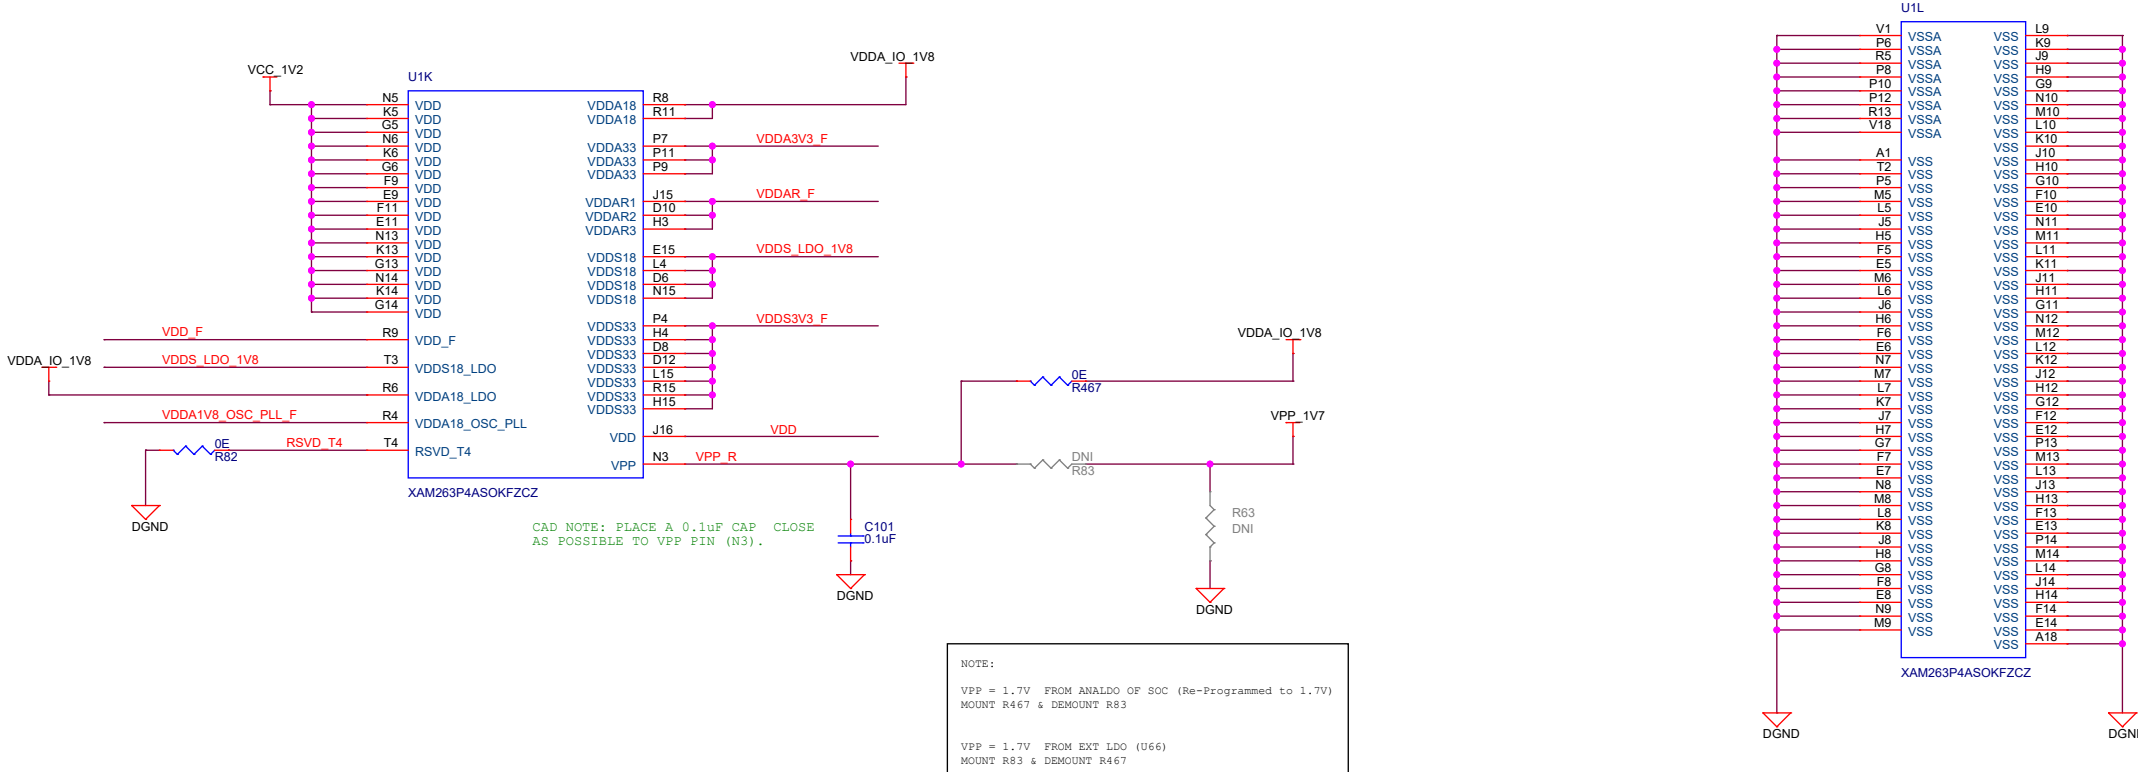 U1K
VCC_1V2
VDDA_IO_1V8
N5 VDD
K5 VDD
G5 VDD
N6 VDD
K6 VDD
G6 VDD
F9 VDD
E9 VDD
F11 VDD
E11 VDD
N13 VDD
K13 VDD
G13 VDD
N14 VDD
K14 VDD
G14 VDD
VDD_F R9 VDD_F
VDDA_IO_1V8
VDDS_LDO_1V8 T3 VDDS18_LDO
R6 VDDA18_LDO
VDDA1V8_OSC_PLL_F R4 VDDA18_OSC_PLL
0E
R82
RSVD_T4 T4 RSVD_T4
DGND
VDDA18 R8
VDDA18 R11
VDDA33 P7 VDDA3V3_F
VDDA33 P11
VDDA33 P9
VDDAR1 J15 VDDAR_F
VDDAR2 D10
VDDAR3 H3
VDDS18 E15 VDDS_LDO_1V8
VDDS18 L4
VDDS18 D6
VDDS18 N15
VDDS33 P4 VDDS3V3_F
VDDS33 H4
VDDS33 D8
VDDS33 D12
VDDS33 L15
VDDS33 R15
VDDS33 H15
VDD J16 VDD
VPP N3 VPP_R
XAM263P4ASOKFZCZ
VDDA_IO_1V8
0E
R467
VPP_1V7
DNI
R83
R63
DNI
DGND
C101
0.1uF
DGND
CAD NOTE: PLACE A 0.1uF CAP CLOSE
AS POSSIBLE TO VPP PIN (N3).
NOTE:
VPP = 1.7V FROM ANALDO OF SOC (Re-Programmed to 1.7V)
MOUNT R467 & DEMOUNT R83
VPP = 1.7V FROM EXT LDO (U66)
MOUNT R83 & DEMOUNT R467
U1L
V1 VSSA VSS L9
P6 VSSA VSS K9
R5 VSSA VSS J9
P8 VSSA VSS H9
P10 VSSA VSS G9
P12 VSSA VSS N10
R13 VSSA VSS M10
V18 VSSA VSS L10
VSS K10
A1 VSS VSS J10
T2 VSS VSS H10
P5 VSS VSS G10
M5 VSS VSS F10
L5 VSS VSS E10
J5 VSS VSS N11
H5 VSS VSS M11
F5 VSS VSS L11
E5 VSS VSS K11
M6 VSS VSS J11
L6 VSS VSS H11
J6 VSS VSS G11
H6 VSS VSS N12
F6 VSS VSS M12
E6 VSS VSS L12
N7 VSS VSS K12
M7 VSS VSS J12
L7 VSS VSS H12
K7 VSS VSS G12
J7 VSS VSS F12
H7 VSS VSS E12
G7 VSS VSS P13
F7 VSS VSS M13
E7 VSS VSS L13
N8 VSS VSS J13
M8 VSS VSS H13
L8 VSS VSS F13
K8 VSS VSS E13
J8 VSS VSS P14
H8 VSS VSS M14
G8 VSS VSS L14
F8 VSS VSS J14
E8 VSS VSS H14
N9 VSS VSS F14
M9 VSS VSS E14
VSS A18
XAM263P4ASOKFZCZ
DGND
DGN